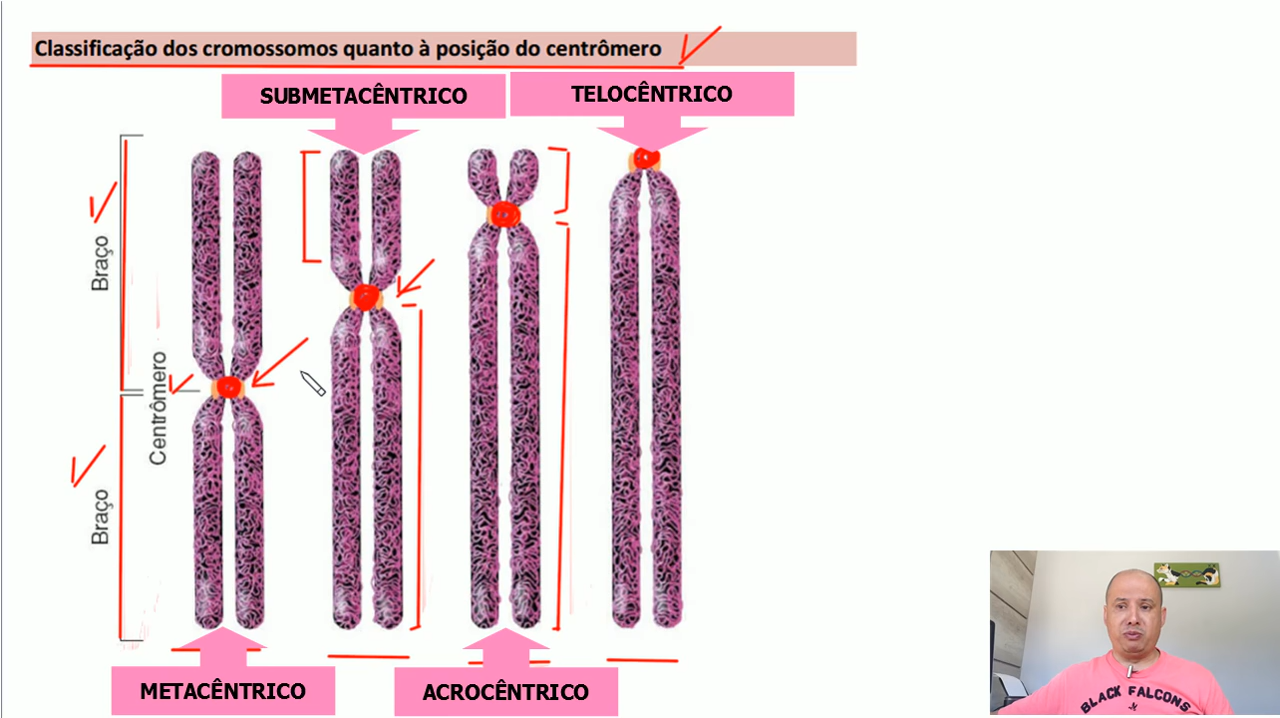 Classificação dos cromossomos quanto à posição do centrômero
SUBMETACÊNTRICO
TELOCÊNTRICO
Braço
Centrômero
Braço
METACÊNTRICO
ACROCÊNTRICO
BLACK FALCONS